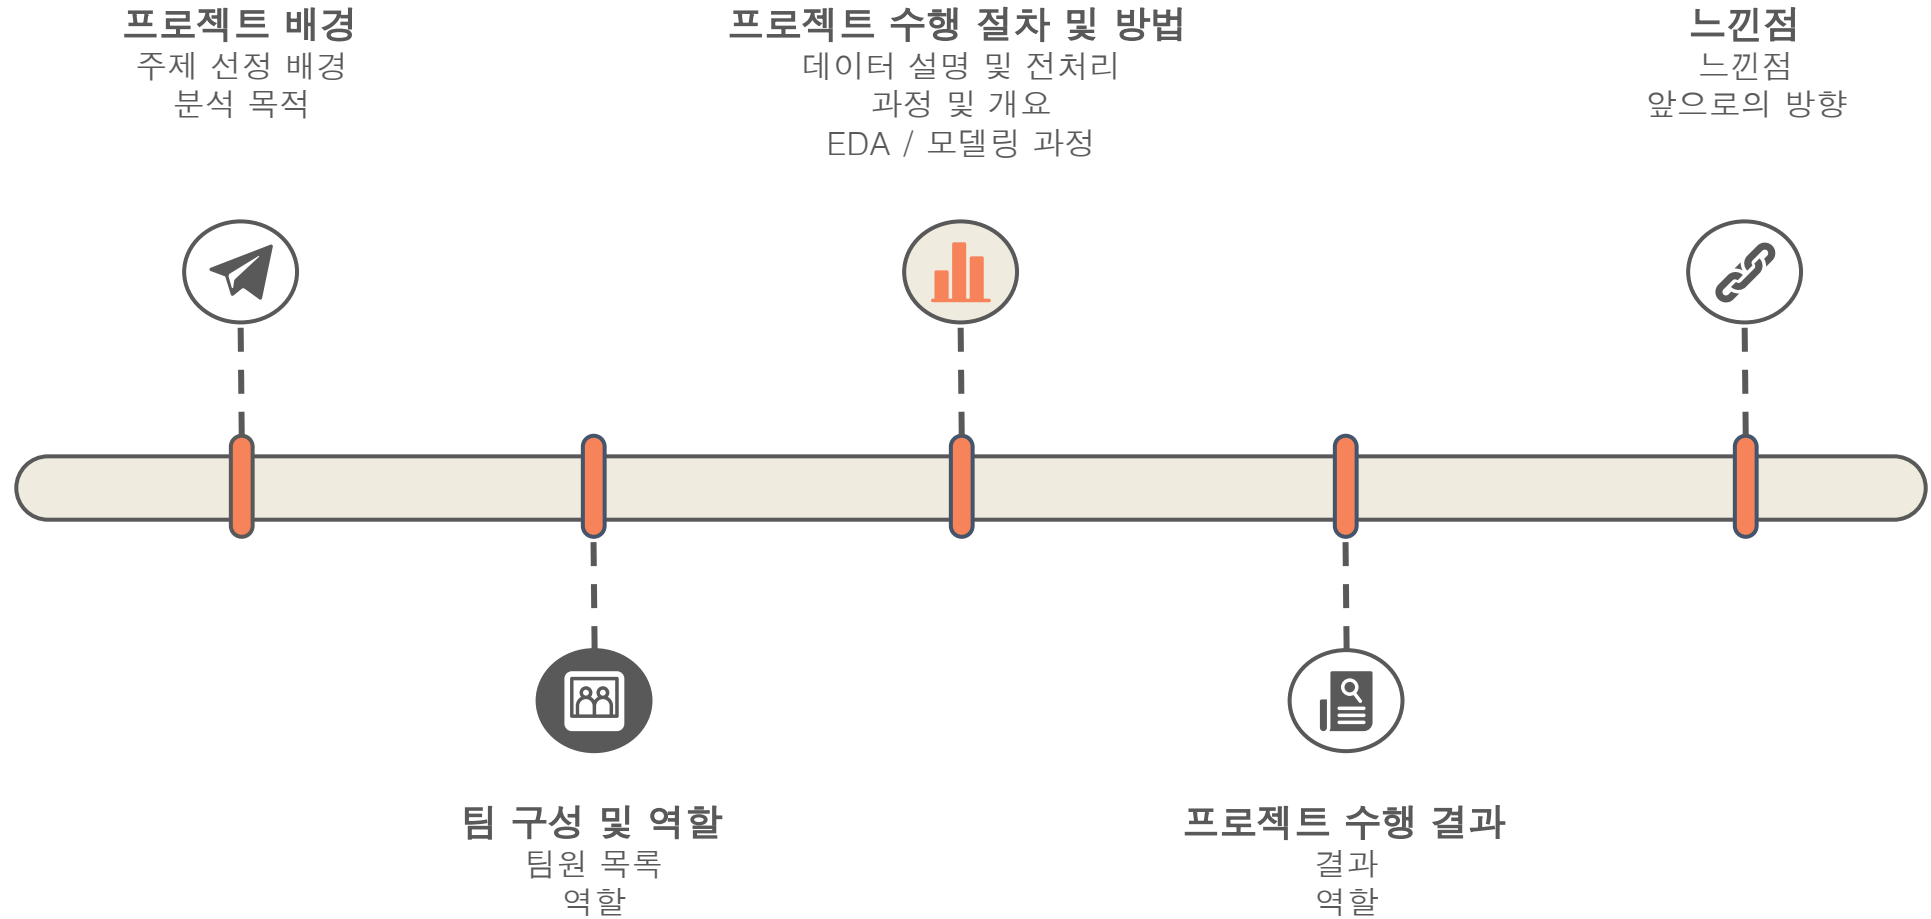 프로젝트 배경
주제 선정 배경
분석 목적
프로젝트 수행 절차 및 방법
데이터 설명 및 전처리
과정 및 개요
EDA / 모델링 과정
느낀점
느낀점
앞으로의 방향
팀 구성 및 역할
팀원 목록
역할
프로젝트 수행 결과
결과
역할